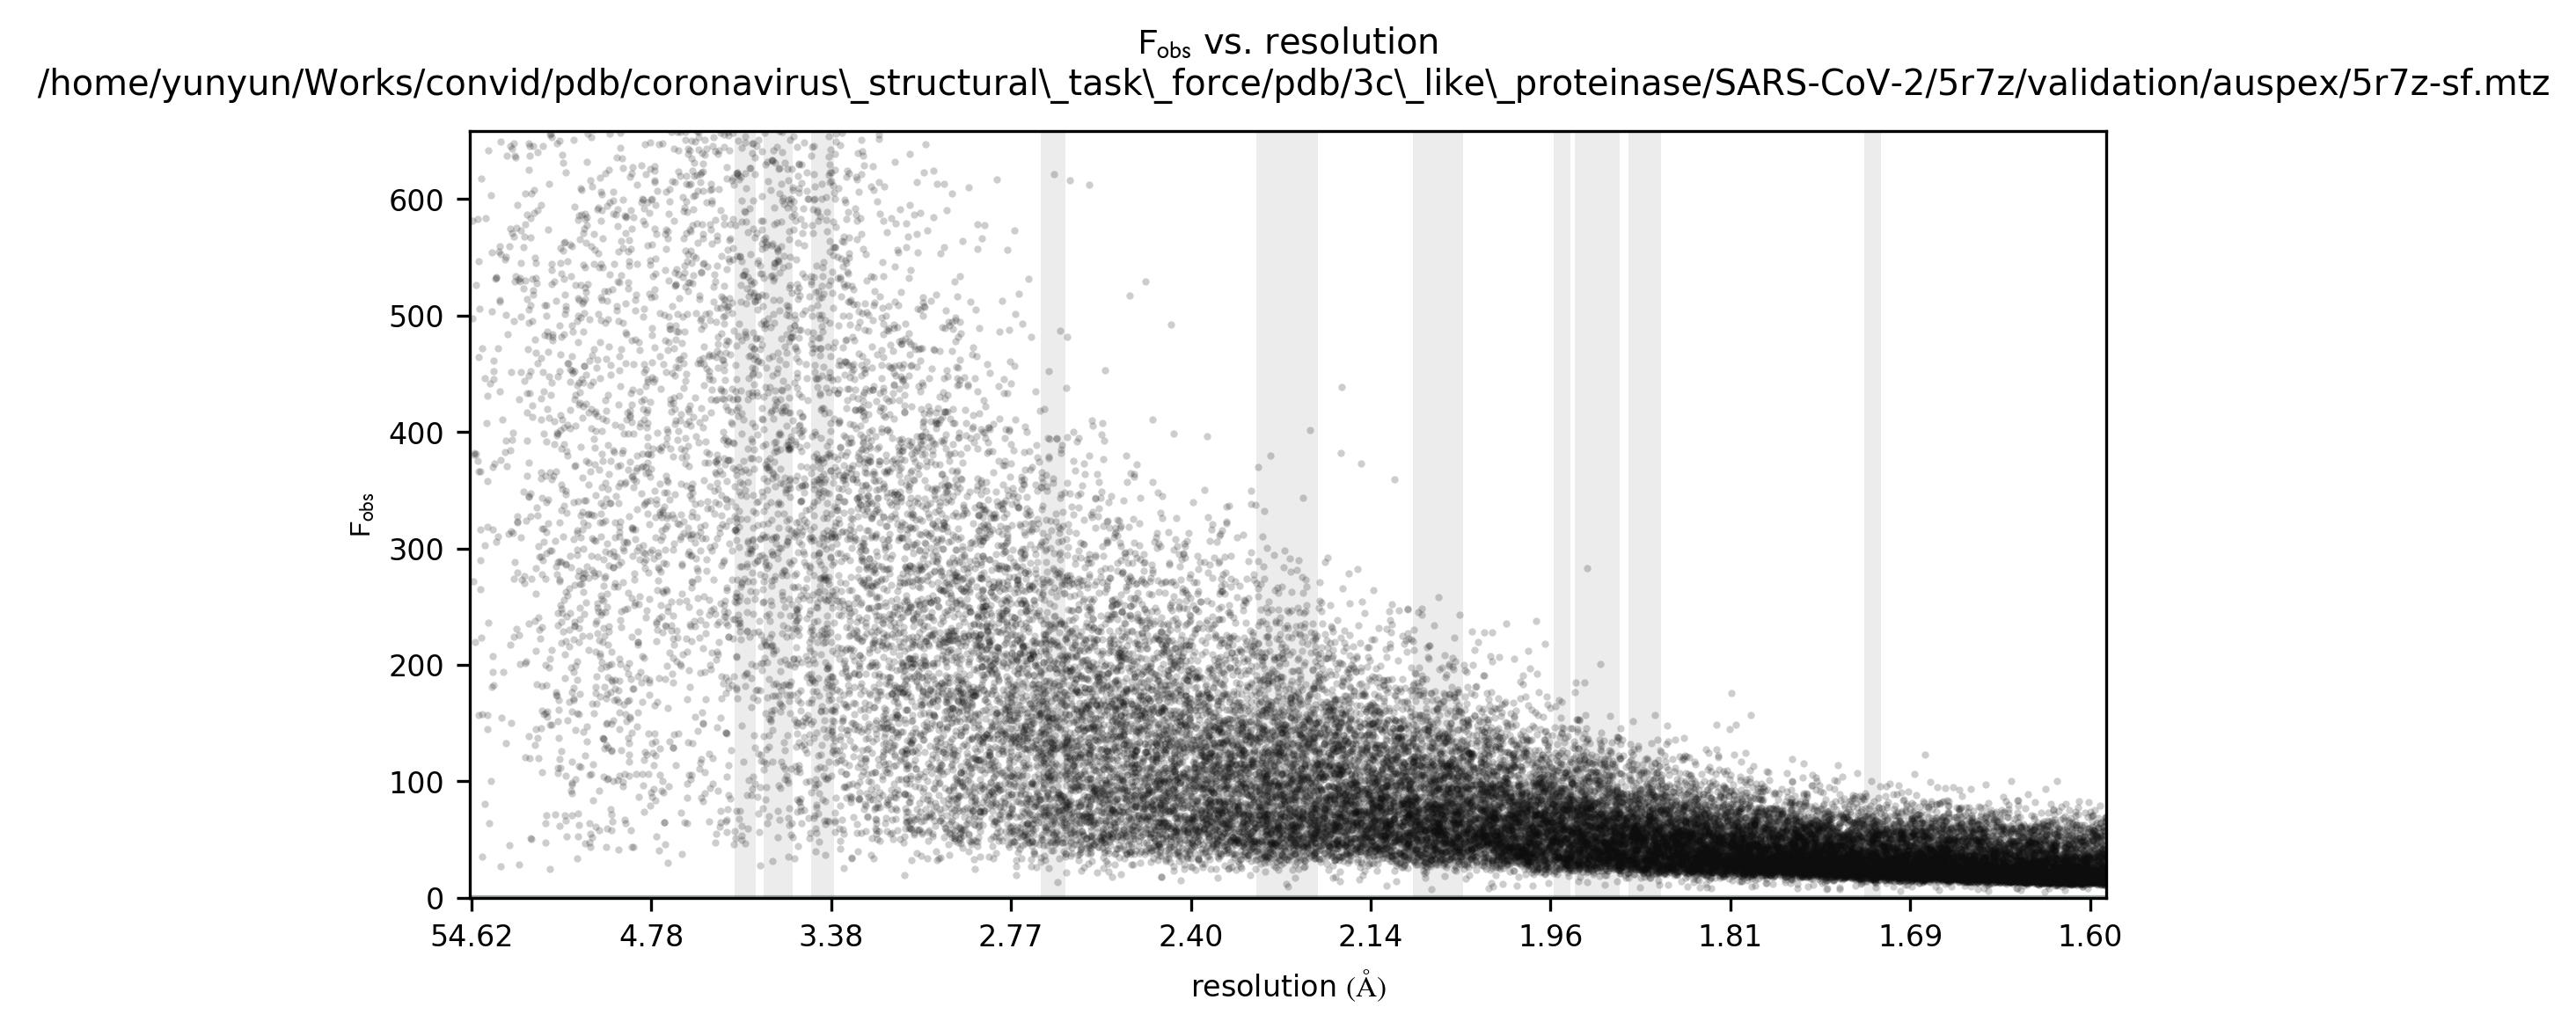 Fobs vs. resolution
/home/yunyun/Works/convid/pdb/coronavirus\_structural\_task\_force/pdb/3c\_like\_proteinase/SARS-CoV-2/5r7z/validation/auspex/5r7z-sf.mtz
600
500
400
300
200
100
0
Fobs
54.62 4.78 3.38 2.77 2.40 2.14 1.96 1.81 1.69 1.60
resolution (Å)